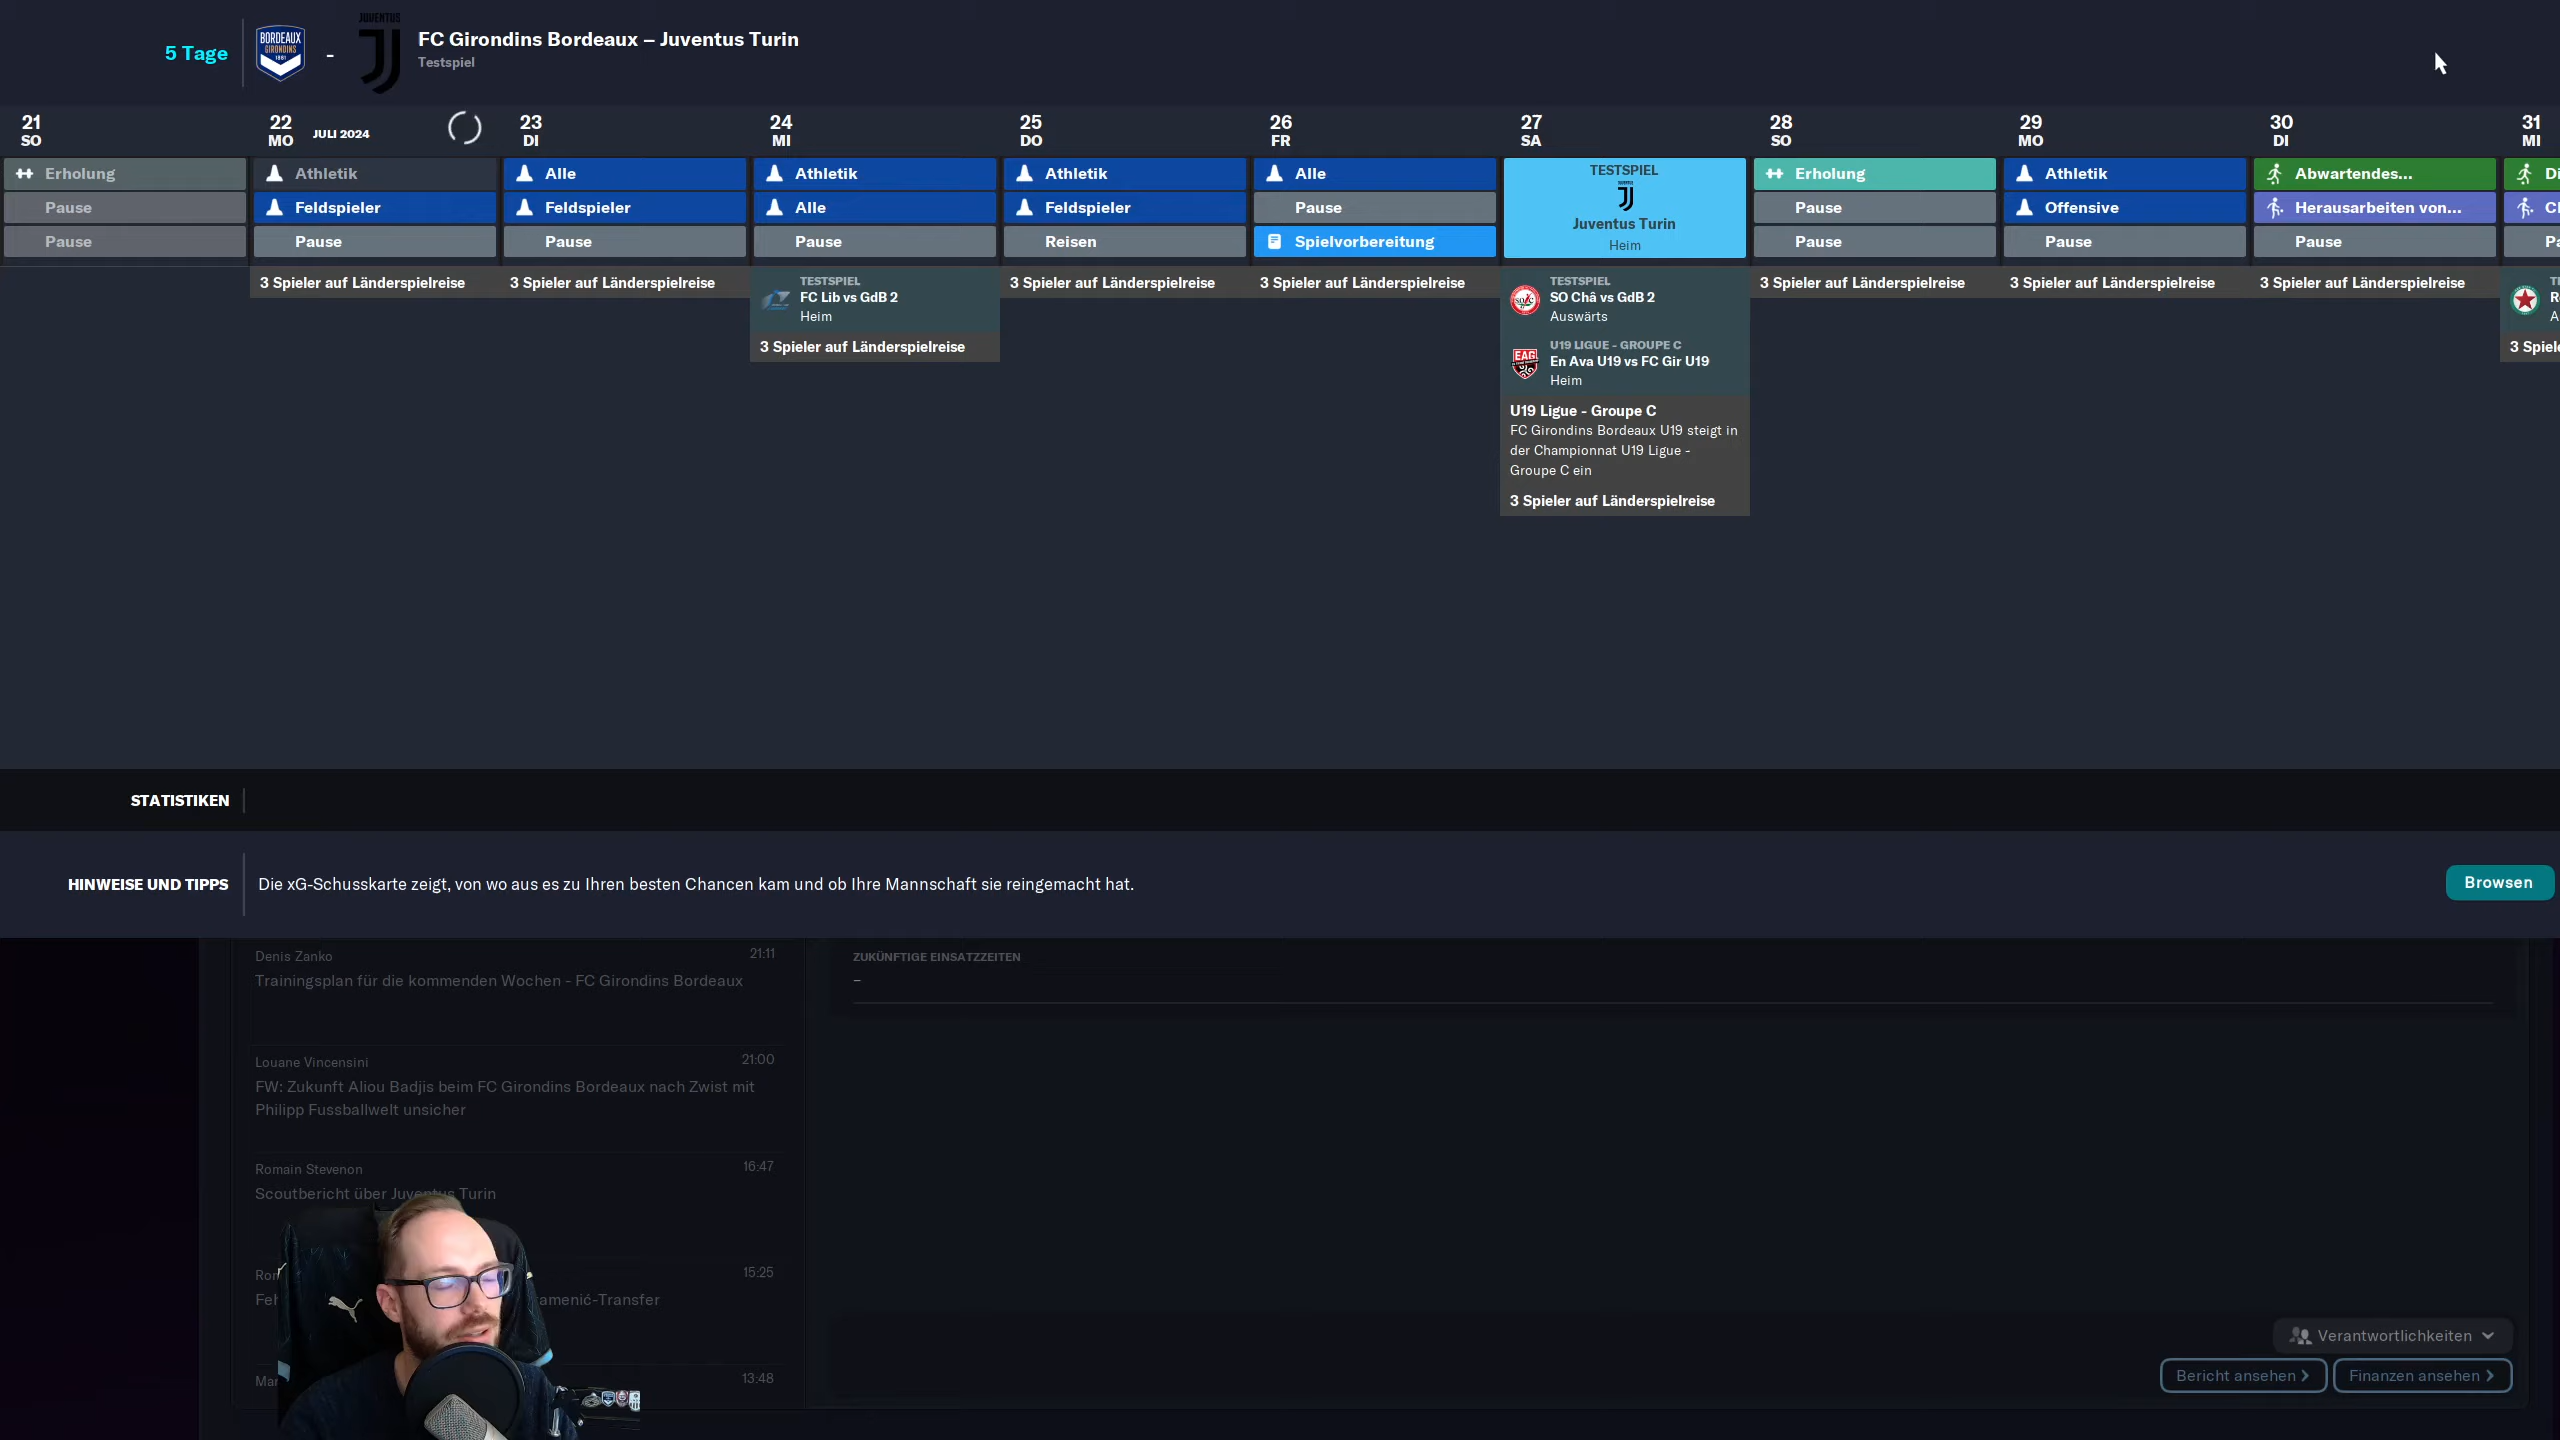 JUVENTUS
5 Tage
BORDEAUX
GIRONDINS
1881
-
FC Girondins Bordeaux – Juventus Turin
Testspiel
21
SO
22
MO
JULI 2024
23
DI
24
MI
25
DO
26
FR
27
SA
28
SO
29
MO
30
DI
31
MI
Erholung
Pause
Pause
Athletik
Feldspieler
Pause
3 Spieler auf Länderspielreise
Alle
Feldspieler
Pause
3 Spieler auf Länderspielreise
Athletik
Alle
Pause
TESTSPIEL
FC Lib vs GdB 2
Heim
3 Spieler auf Länderspielreise
Athletik
Feldspieler
Reisen
3 Spieler auf Länderspielreise
Alle
Pause
Spielvorbereitung
3 Spieler auf Länderspielreise
TESTSPIEL
Juventus Turin
Heim
TESTSPIEL
SO Châ vs GdB 2
Auswärts
EAG
U19 LIGUE - GROUPE C
En Ava U19 vs FC Gir U19
Heim
U19 Ligue - Groupe C
FC Girondins Bordeaux U19 steigt in
der Championnat U19 Ligue -
Groupe C ein
3 Spieler auf Länderspielreise
Erholung
Pause
Pause
3 Spieler auf Länderspielreise
Athletik
Offensive
Pause
3 Spieler auf Länderspielreise
Abwartendes...
Herausarbeiten von...
Pause
3 Spieler auf Länderspielreise
3 Spiele
STATISTIKEN
HINWEISE UND TIPPS
Die xG-Schusskarte zeigt, von wo aus es zu Ihren besten Chancen kam und ob Ihre Mannschaft sie reingemacht hat.
Browsen
Denis Zanko
21:11
Trainingsplan für die kommenden Wochen - FC Girondins Bordeaux
Louane Vincensini
21:00
FW: Zukunft Aliou Badjis beim FC Girondins Bordeaux nach Zwist mit
Philipp Fussballwelt unsicher
Romain Stevenon
16:47
Scoutbericht über Juventus Turin
15:25
amenić-Transfer
13:48
ZUKÜNFTIGE EINSATZZEITEN
–
Verantwortlichkeiten
Bericht ansehen
Finanzen ansehen